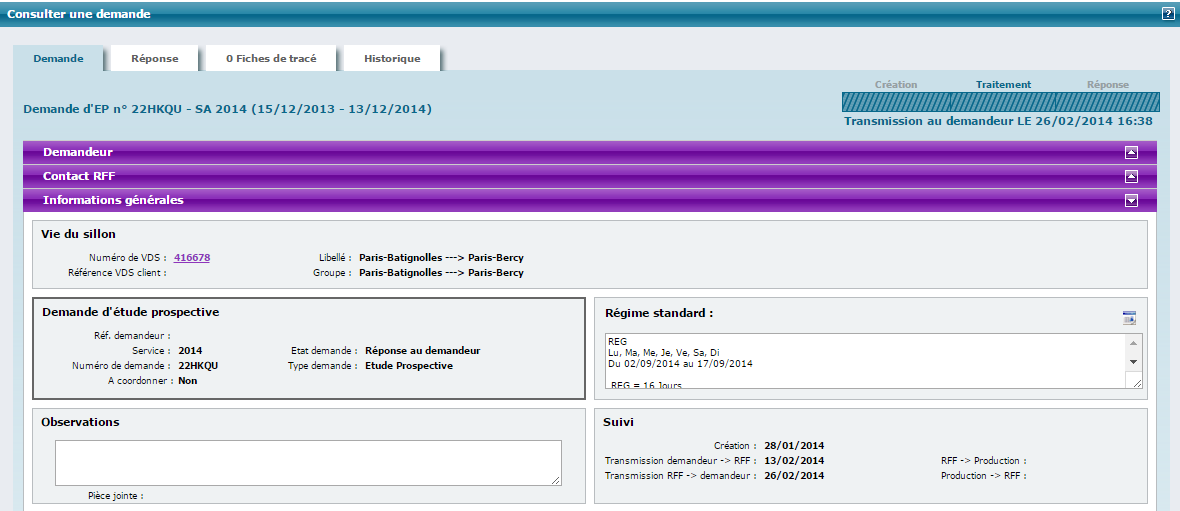 Consulter une demande ?
Demande Réponse 0 Fiches de tracé Historique
Création Traitement Réponse
Demande d'EP n° 22HKQU - SA 2014 (15/12/2013 - 13/12/2014)
Transmission au demandeur LE 26/02/2014 16:38
Demandeur
Contact RFF
Informations générales
Vie du sillon
Numéro de VDS : 416678 Libellé : Paris-Batignolles ---> Paris-Bercy
Référence VDS client : Groupe : Paris-Batignolles ---> Paris-Bercy
Demande d'étude prospective
Réf. demandeur :
Service : 2014 Etat demande : Réponse au demandeur
Numéro de demande : 22HKQU Type demande : Etude Prospective
A coordonner : Non
Régime standard :
REG
Lu, Ma, Me, Je, Ve, Sa, Di
Du 02/09/2014 au 17/09/2014
REG = 16 Jours
Observations
Pièce jointe :
Suivi
Création : 28/01/2014
Transmission demandeur -> RFF : 13/02/2014 RFF -> Production :
Transmission RFF -> demandeur : 26/02/2014 Production -> RFF :